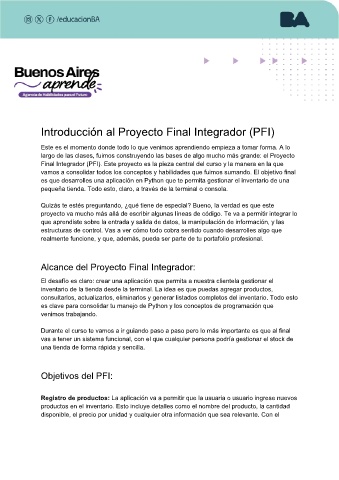 /educacionBA
BA
Buenos Aires
aprende
Agencia de Habilidades para el Futuro
Introducción al Proyecto Final Integrador (PFI)
Este es el momento donde todo lo que venimos aprendiendo empieza a tomar forma. A lo
largo de las clases, fuimos construyendo las bases de algo mucho más grande: el Proyecto
Final Integrador (PFI). Este proyecto es la pieza central del curso y la manera en la que
vamos a consolidar todos los conceptos y habilidades que fuimos sumando. El objetivo final
es que desarrolles una aplicación en Python que te permita gestionar el inventario de una
pequeña tienda. Todo esto, claro, a través de la terminal o consola.
Quizás te estés preguntando, ¿qué tiene de especial? Bueno, la verdad es que este
proyecto va mucho más allá de escribir algunas líneas de código. Te va a permitir integrar lo
que aprendiste sobre la entrada y salida de datos, la manipulación de información, y las
estructuras de control. Vas a ver cómo todo cobra sentido cuando desarrolles algo que
realmente funcione, y que, además, pueda ser parte de tu portafolio profesional.
Alcance del Proyecto Final Integrador:
El desafío es claro: crear una aplicación que permita a nuestra clientela gestionar el
inventario de la tienda desde la terminal. La idea es que puedas agregar productos,
consultarlos, actualizarlos, eliminarlos y generar listados completos del inventario. Todo esto
es clave para consolidar tu manejo de Python y los conceptos de programación que
venimos trabajando.
Durante el curso te vamos a ir guiando paso a paso pero lo más importante es que al final
vas a tener un sistema funcional, con el que cualquier persona podría gestionar el stock de
una tienda de forma rápida y sencilla.
Objetivos del PFI:
Registro de productos: La aplicación va a permitir que la usuaria o usuario ingrese nuevos
productos en el inventario. Esto incluye detalles como el nombre del producto, la cantidad
disponible, el precio por unidad y cualquier otra información que sea relevante. Con el